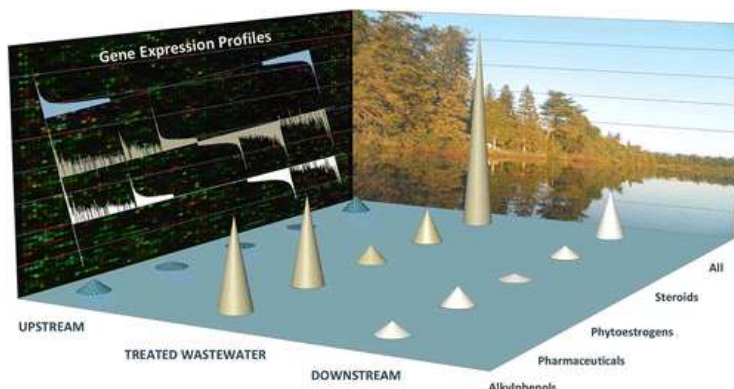 Gene Expression Profiles
All
Steroids
UPSTREAM
Phytoestrogens
TREATED WASTEWATER
Pharmaceuticals
DOWNSTREAM
Alkylphenols